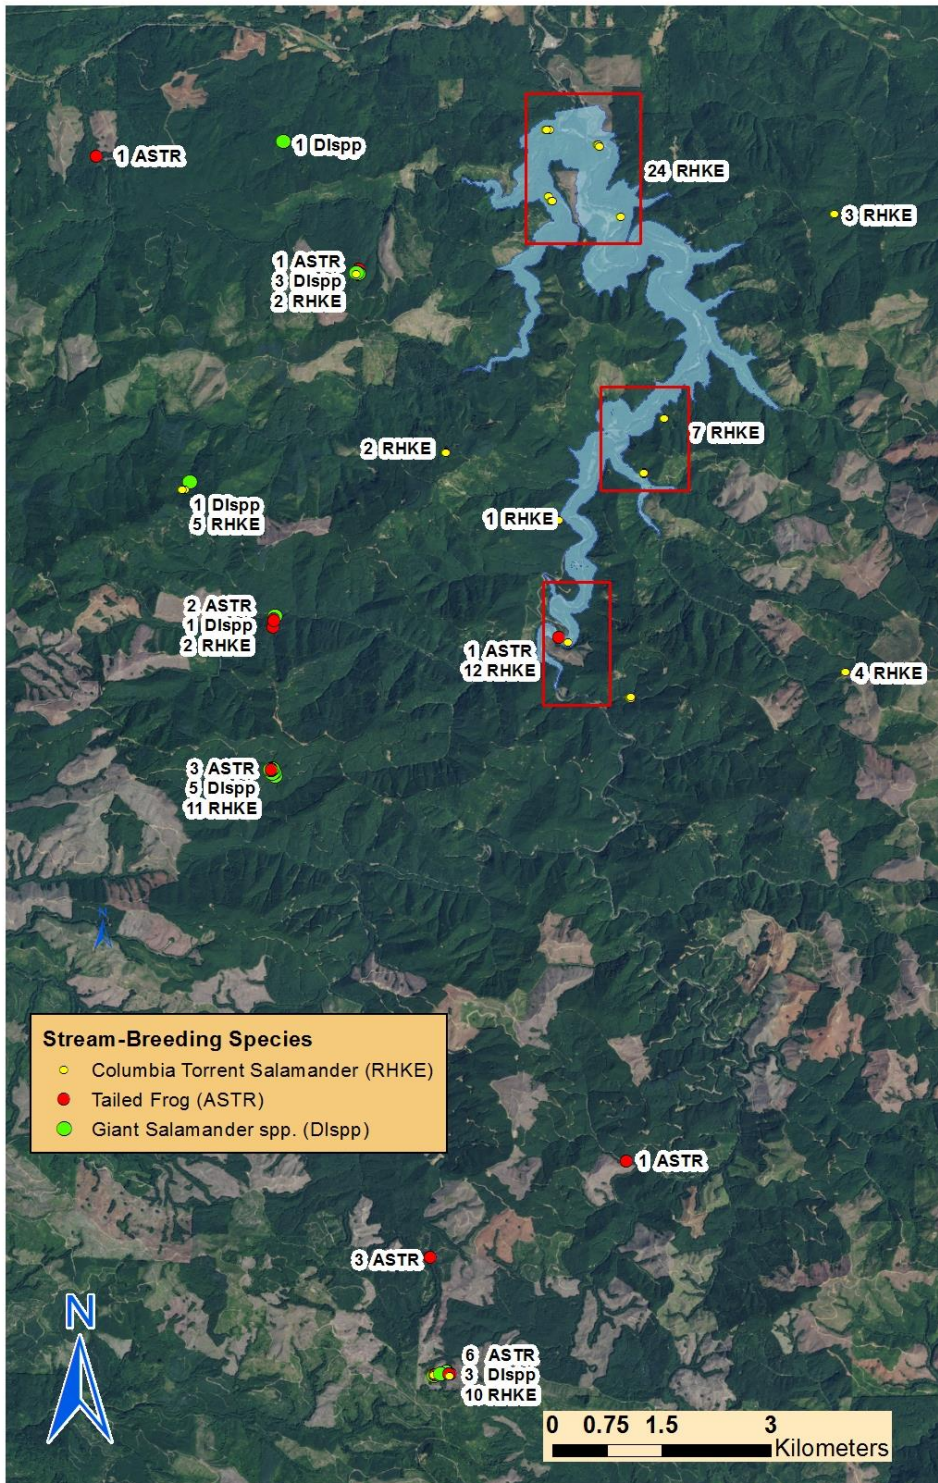 1 ASTR
1 DIspp
24 RHKE
3 RHKE
1 ASTR
3 DIspp
2 RHKE
7 RHKE
2 RHKE
1 DIspp
5 RHKE
1 RHKE
2 ASTR
1 DIspp
2 RHKE
1 ASTR
12 RHKE
4 RHKE
3 ASTR
5 DIspp
11 RHKE
N
Stream-Breeding Species
Columbia Torrent Salamander (RHKE)
Tailed Frog (ASTR)
Giant Salamander spp. (DIspp)
1 ASTR
3 ASTR
N
6 ASTR
3 DIspp
10 RHKE
0 0.75 1.5 3
Kilometers